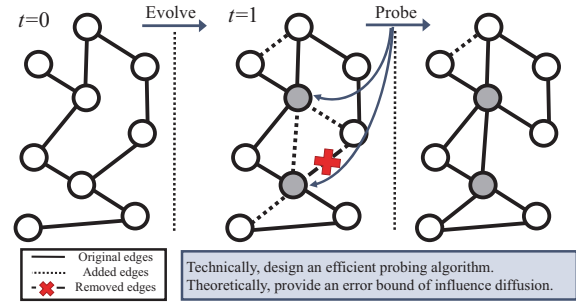 t=0
Evolve
t=1
Probe
Original edges
Added edges
Removed edges
Technically, design an efficient probing algorithm.
Theoretically, provide an error bound of influence diffusion.